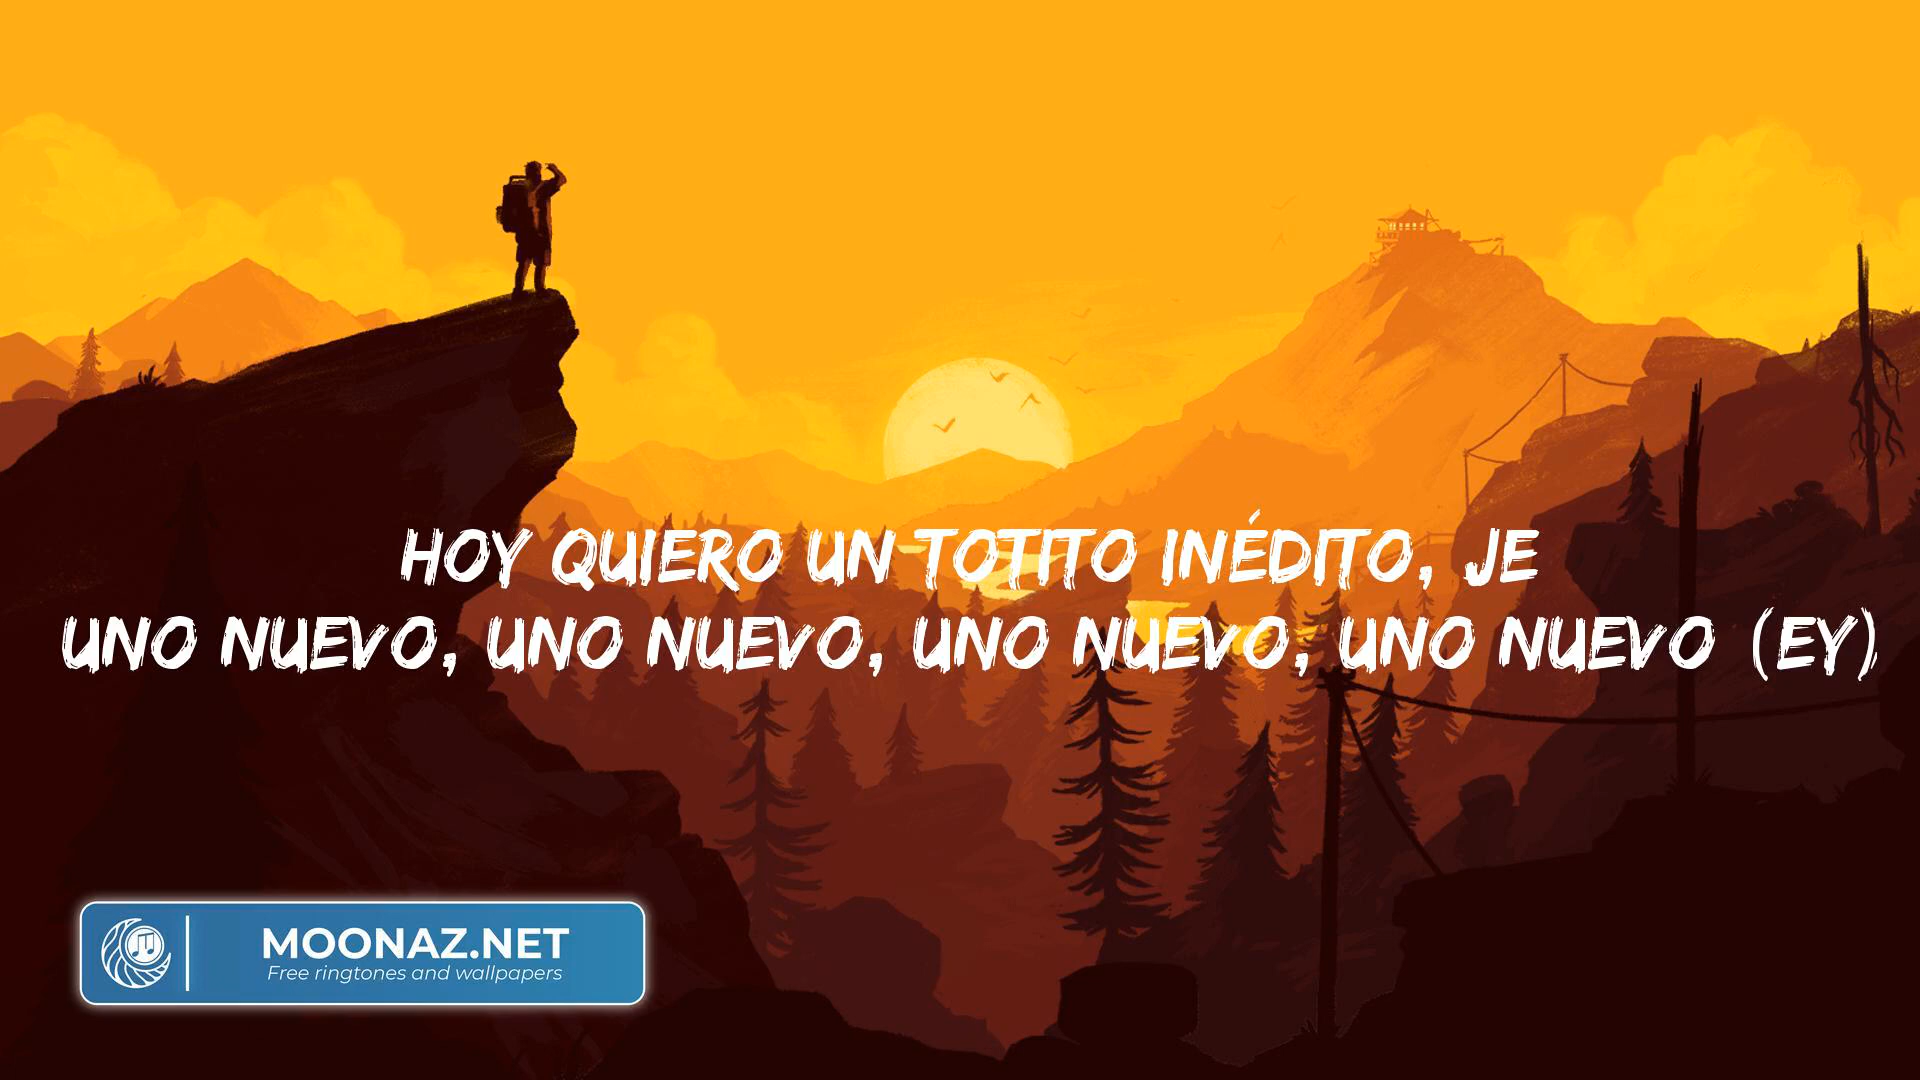 HOY QUIERO UN TOTITO INÉDITO, JE
UNO NUEVO, UNO NUEVO, UNO NUEVO, UNO NUEVO (EY)
MOONAZ.NET
Free ringtones and wallpapers